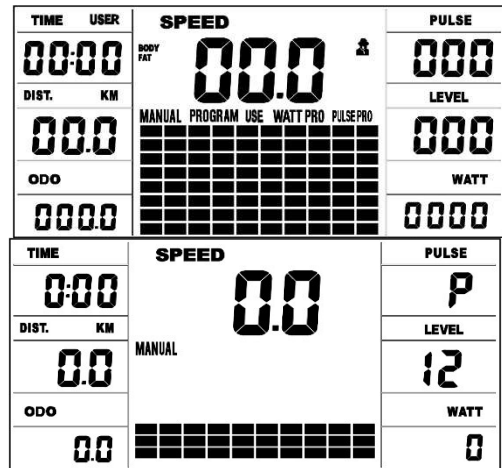 TIME USER SPEED PULSE
BODY FAT
00:00 00.0 000
DIST. KM LEVEL
MANUAL PROGRAM USE WATT PRO PULSE PRO
00.0 000
ODO WATT
000.0 0000
TIME SPEED PULSE
0:00 0.0 P
DIST. KM LEVEL
MANUAL
0.0 12
ODO WATT
0.0 0